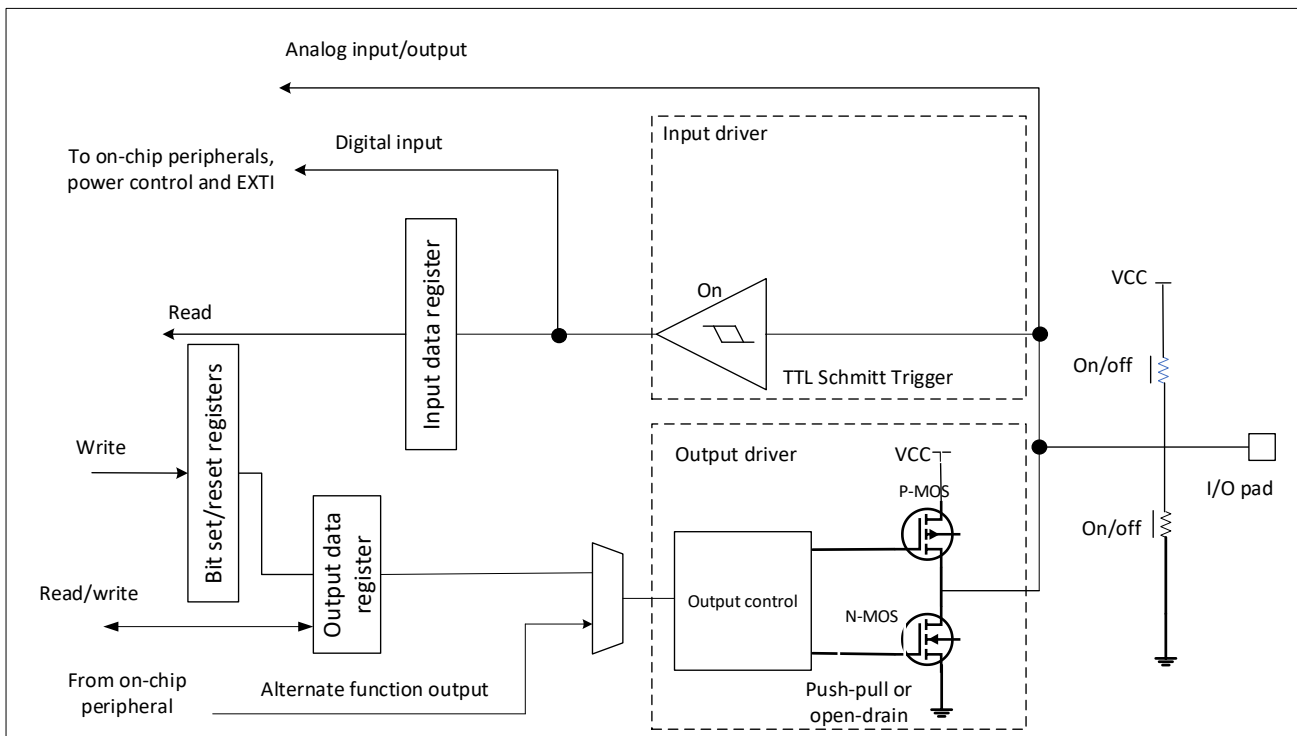 Analog input/output
Digital input
To on-chip peripherals,
power control and EXTI
Input driver
Input data register
On
VCC
Read
On/off
TTL Schmitt Trigger
Bit set/reset registers
Write
Output driver
VCC
P-MOS
I/O pad
On/off
Output data
register
Read/write
Output control
N-MOS
From on-chip
peripheral
Alternate function output
Push-pull or
open-drain